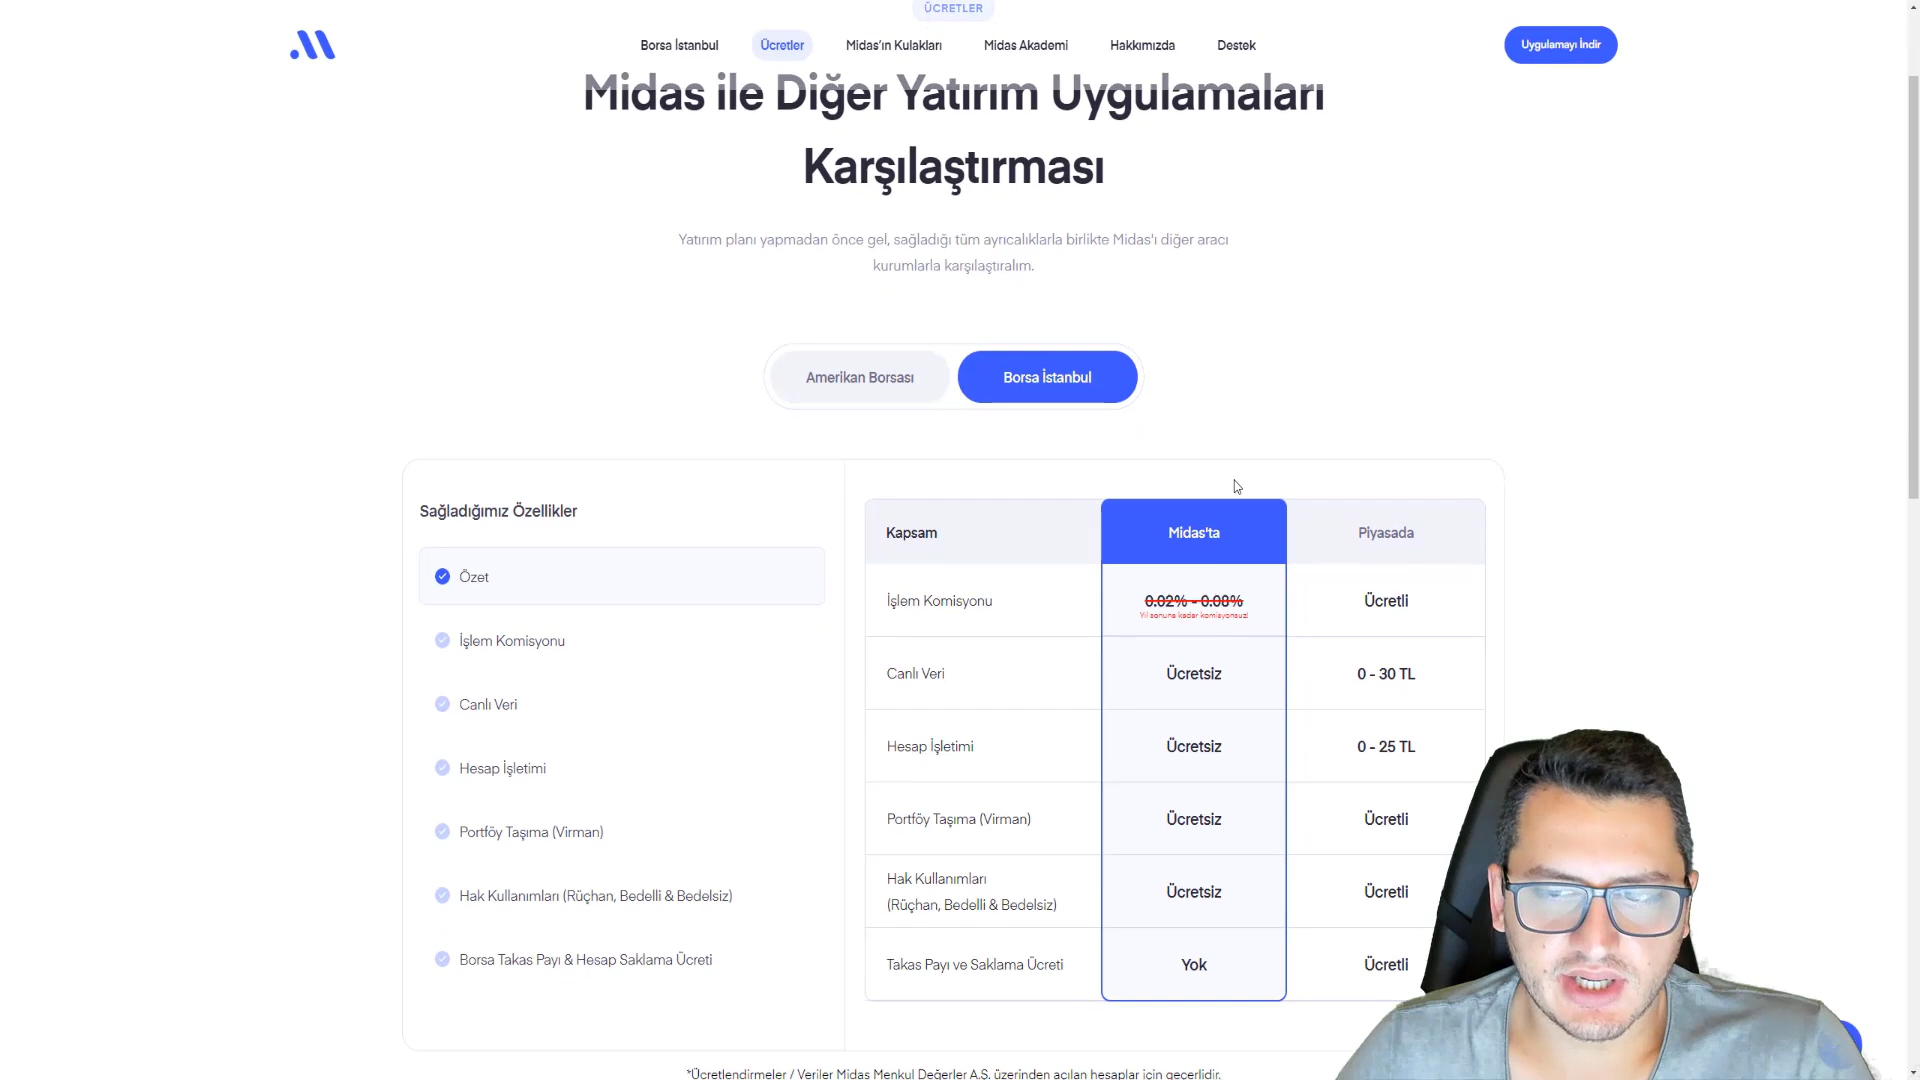 ÜCRETLER
Borsa İstanbul
Ücretler
Midas'ın Kulakları
Midas Akademi
Hakkımızda
Destek
Uygulamayı İndir
Midas ile Diğer Yatırım Uygulamaları
Karşılaştırması
Yatırım planı yapmadan önce gel, sağladığı tüm ayrıcalıklarla birlikte Midas'ı diğer aracı
kurumlarla karşılaştıralım.
Amerikan Borsası
Borsa İstanbul
Sağladığımız Özellikler
Özet
İşlem Komisyonu
Canlı Veri
Hesap İşletimi
Portföy Taşıma (Virman)
Hak Kullanımları (Rüçhan, Bedelli & Bedelsiz)
Borsa Takas Payı & Hesap Saklama Ücreti
Kapsam
Midas'ta
Piyasada
İşlem Komisyonu
0.02% - 0.08%
Yıl sonuna kadar komisyonsuz!
Ücretli
Canlı Veri
Ücretsiz
0 - 30 TL
Hesap İşletimi
Ücretsiz
0 - 25 TL
Portföy Taşıma (Virman)
Ücretsiz
Ücretli
Hak Kullanımları
(Rüçhan, Bedelli & Bedelsiz)
Ücretsiz
Ücretli
Takas Payı ve Saklama Ücreti
Yok
Ücretli
*Ücretlendirmeler / Veriler Midas Menkul Değerler A.Ş. üzerinden açılan hesaplar için geçerlidir.